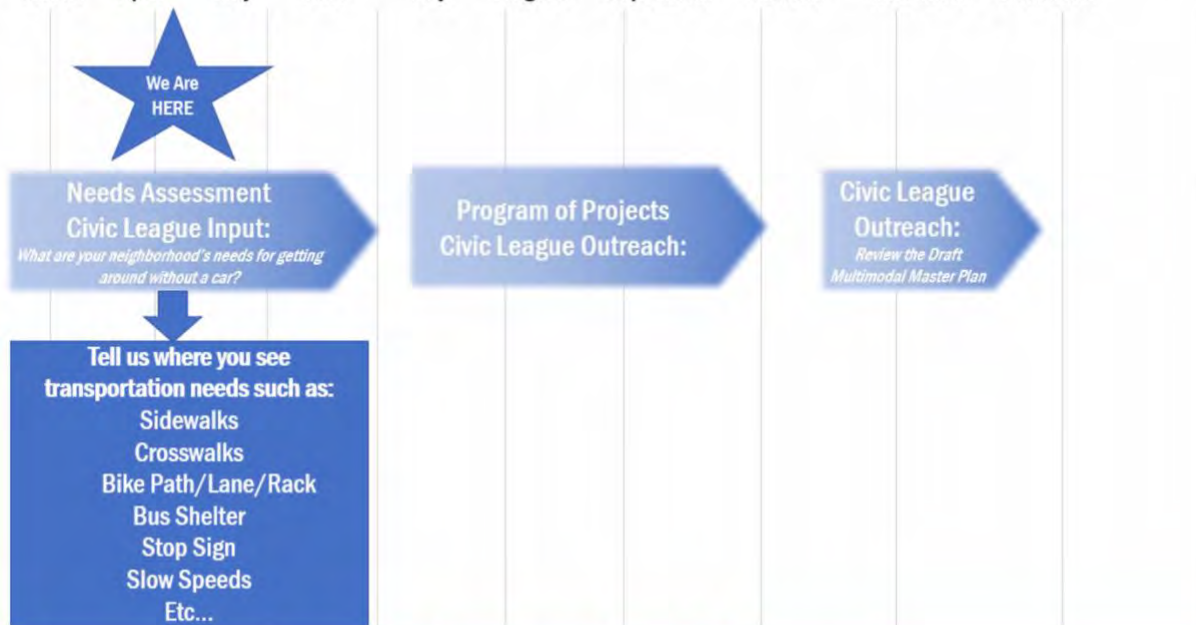 We Are
HERE
Needs Assessment
Civic League Input:
What are your neighborhood's needs for getting
around without a car?
Program of Projects
Civic League Outreach:
Civic League
Outreach:
Review the Draft
Multimodal Master Plan
Tell us where you see
transportation needs such as:
Sidewalks
Crosswalks
Bike Path/Lane/Rack
Bus Shelter
Stop Sign
Slow Speeds
Etc...